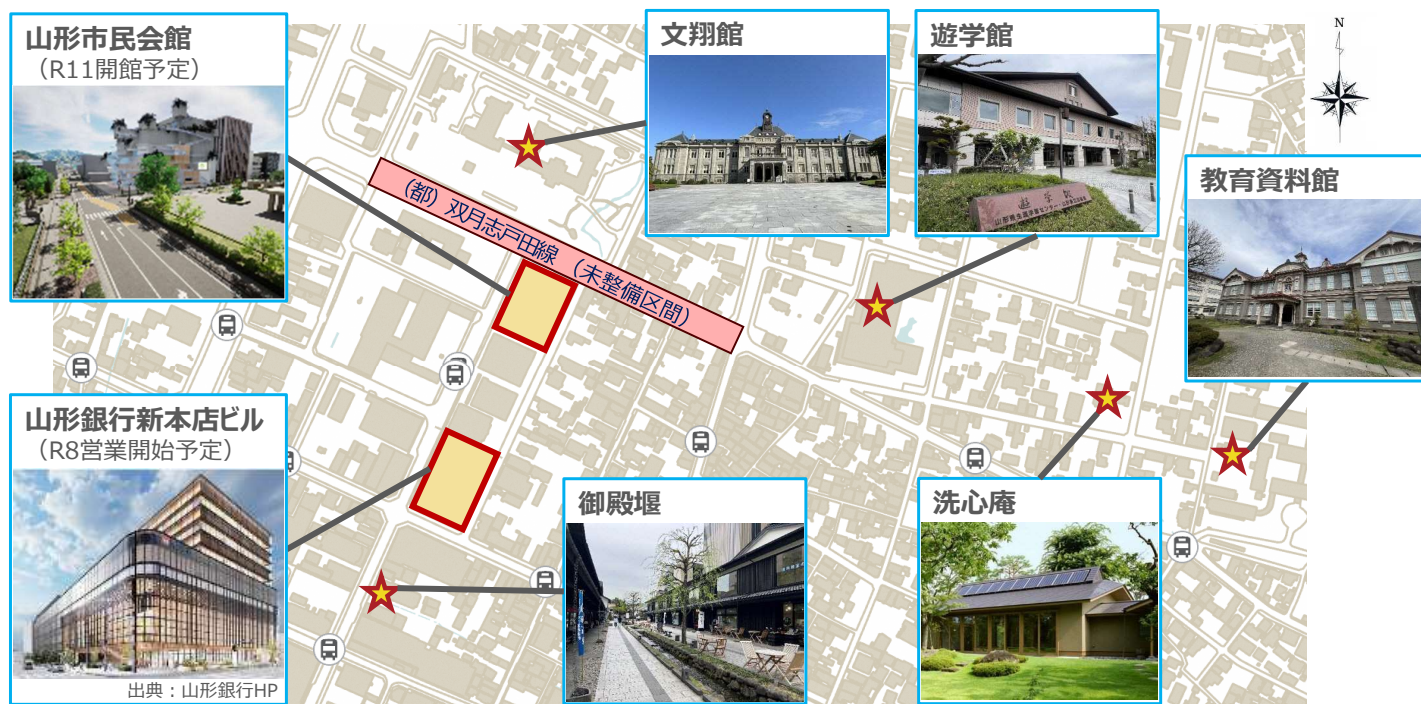 山形市民会館
（R11開館予定）
文翔館
遊学館
遊学館
N
教育資料館
（都）双月志戸田線（未整備区間）
山形銀行新本店ビル
（R8営業開始予定）
出典：山形銀行HP
御殿堰
洗心庵